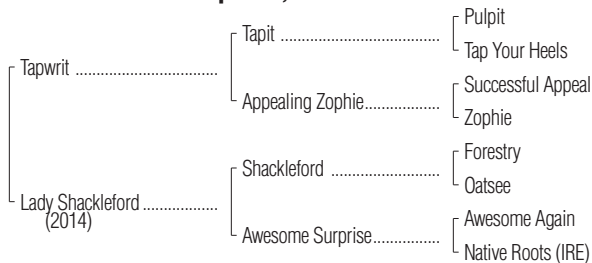 Pulpit
Tapit ........................................
Tap Your Heels
Tapwrit ....................................
Successful Appeal
Appealing Zophie...................
Zophie
Forestry
Shackleford ............................
Oatsee
Lady Shackleford ...................
(2014)
Awesome Again
Awesome Surprise.................
Native Roots (IRE)